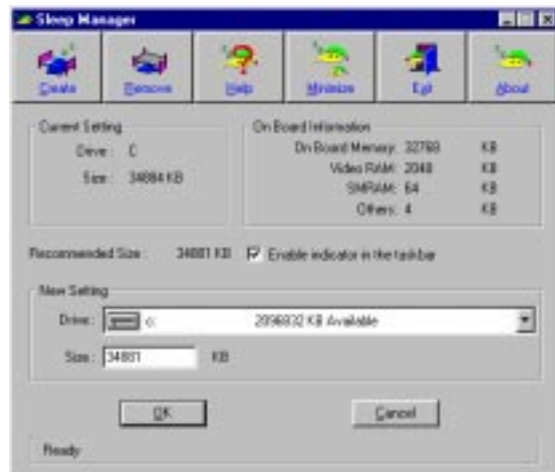 Sleep Manager
Create Remove Help Minimize Exit About
Current Setting
Drive : C
Size : 34884 KB
On Board Information
On Board Memory: 32768 KB
Video RAM: 2048 KB
SMRAM: 64 KB
Others: 4 KB
Recommended Size : 34881 KB
Enable indicator in the taskbar
New Setting
Drive : c: 2096832 KB Available
Size : 34881 KB
OK Cancel
Ready